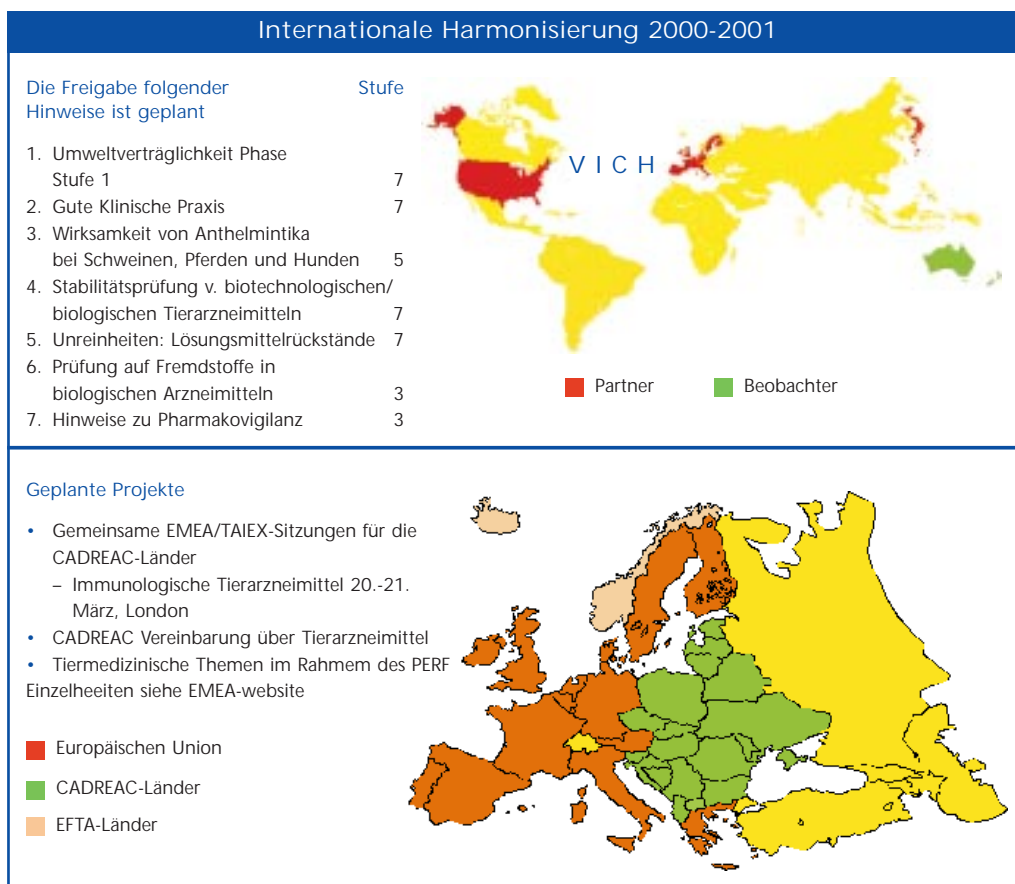 Internationale Harmonisierung 2000-2001
Die Freigabe folgender Stufe
Hinweise ist geplant
1. Umweltverträglichkeit Phase
Stufe 1 7
2. Gute Klinische Praxis 7
3. Wirksamkeit von Anthelmintika
bei Schweinen, Pferden und Hunden 5
4. Stabilitätsprüfung v. biotechnologischen/
biologischen Tierarzneimitteln 7
5. Unreinheiten: Lösungsmittelrückstände 7
6. Prüfung auf Fremdstoffe in
biologischen Arzneimitteln 3
7. Hinweise zu Pharmakovigilanz 3
VICH
Partner Beobachter
Geplante Projekte
• Gemeinsame EMEA/TAIEX-Sitzungen für die
CADREAC-Länder
– Immunologische Tierarzneimittel 20.-21.
März, London
• CADREAC Vereinbarung über Tierarzneimittel
• Tiermedizinische Themen im Rahmem des PERF
Einzelheeiten siehe EMEA-website
Europäischen Union
CADREAC-Länder
EFTA-Länder